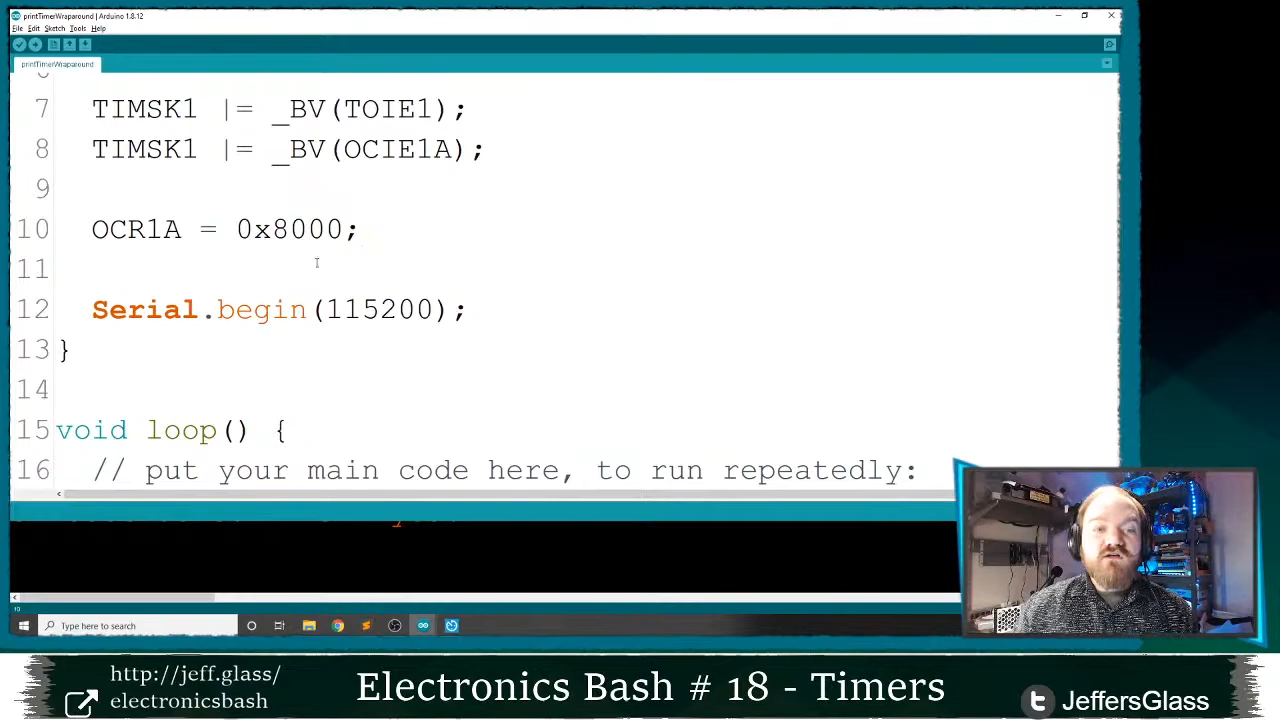 printTimerWraparound | Arduino 1.8.12
File Edit Sketch Tools Help
printTimerWraparound
7 TIMSK1 |= _BV(TOIE1);
8 TIMSK1 |= _BV(OCIE1A);
9
10 OCR1A = 0x8000;
11
12 Serial.begin(115200);
13 }
14
15 void loop() {
16 // put your main code here, to run repeatedly:
10
Type here to search
http://jeff.glass/
electronicsbash
Electronics Bash # 18 - Timers
JeffersGlass